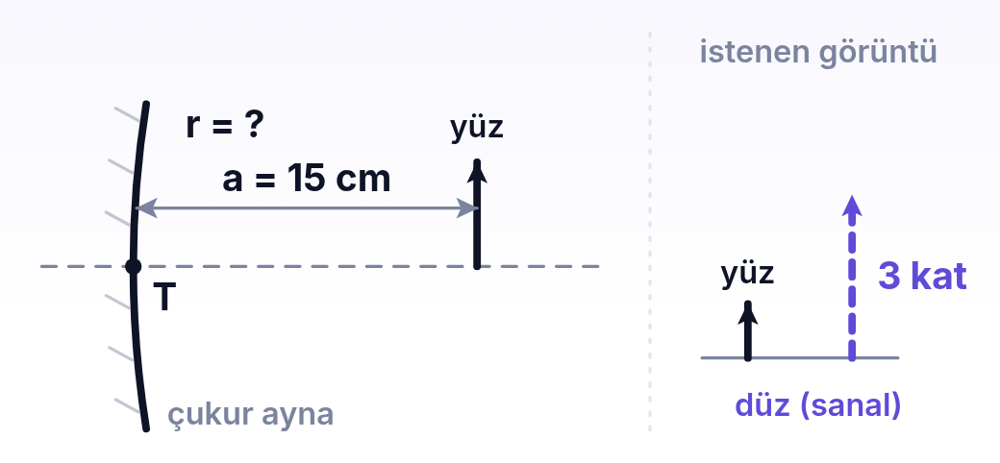 r = ?
a = 15 cm
yüz
T
çukur ayna
istenen görüntü
yüz
3 kat
düz (sanal)